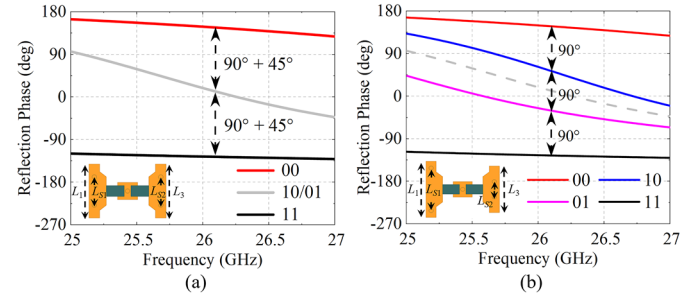 (a)
180
90
0
-90
-180
-270
Reflection Phase (deg)
90° + 45°
90° + 45°
L1
LS1
LS2
L3
00
10/01
11
25
25.5
26
26.5
27
Frequency (GHz)
(a)
(b)
180
90
0
-90
-180
-270
Reflection Phase (deg)
90°
90°
90°
L1
LS1
LS2
L3
00
10
01
11
25
25.5
26
26.5
27
Frequency (GHz)
(b)